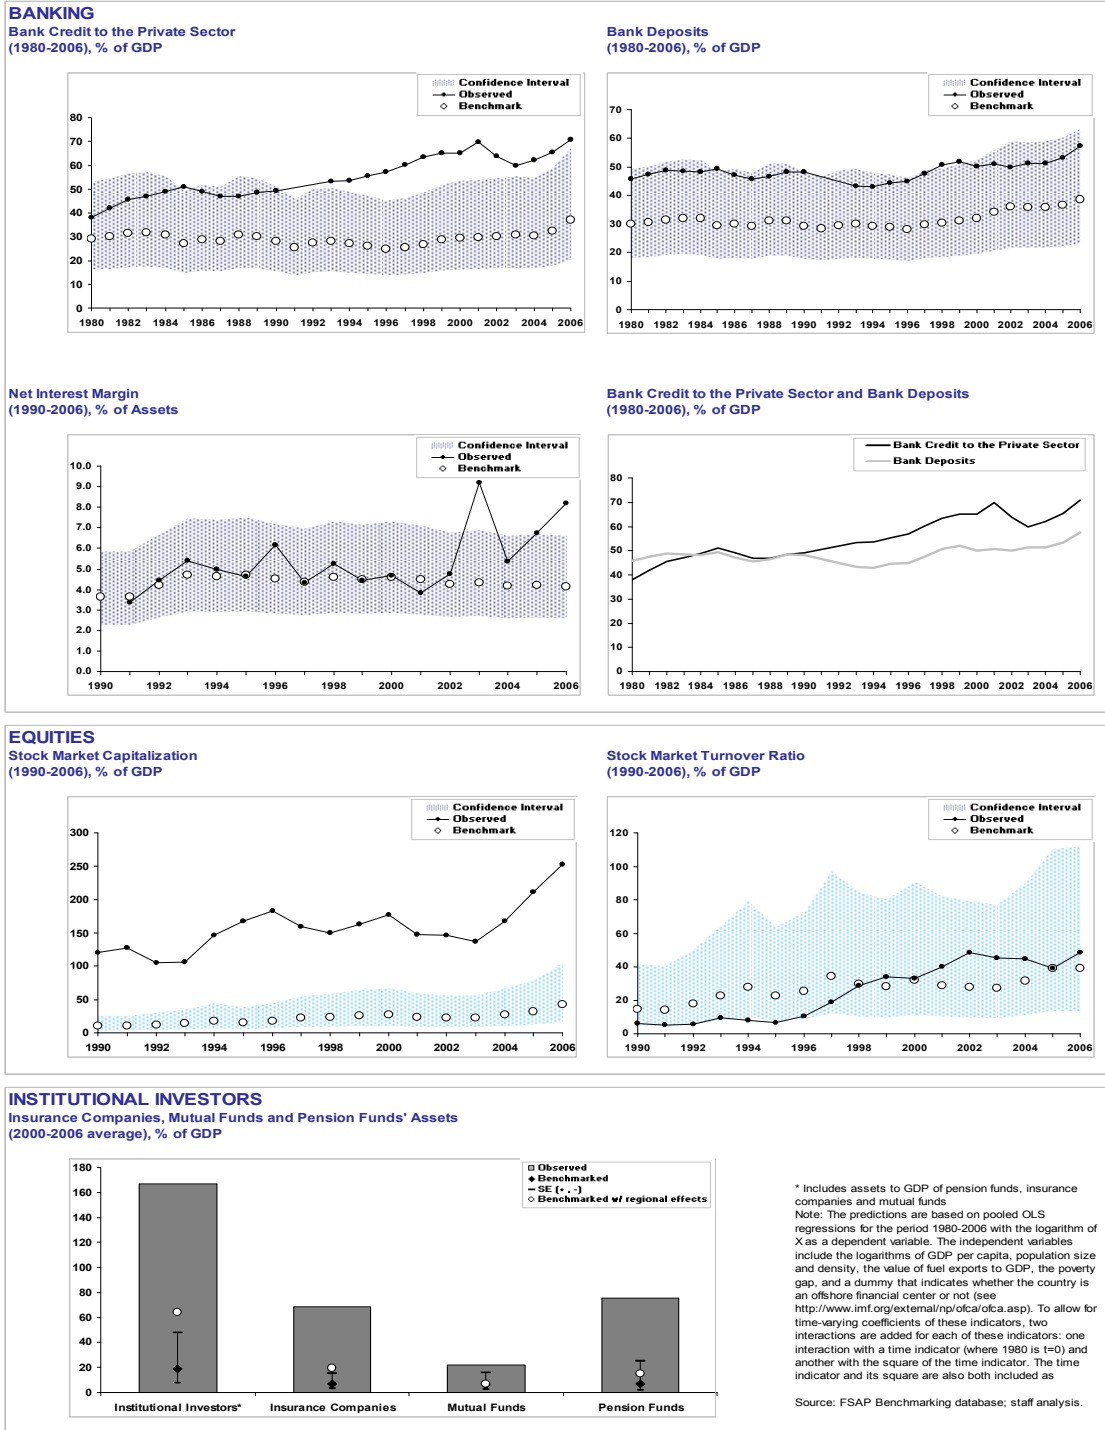 BANKING
Bank Credit to the Private Sector
(1980-2006), % of GDP
Confidence Interval
Observed
Benchmark
80
70
60
50
40
30
20
10
0
1980 1982 1984 1986 1988 1990 1992 1994 1996 1998 2000 2002 2004 2006
Bank Deposits
(1980-2006), % of GDP
Confidence Interval
Observed
Benchmark
70
60
50
40
30
20
10
0
1980 1982 1984 1986 1988 1990 1992 1994 1996 1998 2000 2002 2004 2006
Net Interest Margin
(1990-2006), % of Assets
Confidence Interval
Observed
Benchmark
10.0
9.0
8.0
7.0
6.0
5.0
4.0
3.0
2.0
1.0
0.0
1990 1992 1994 1996 1998 2000 2002 2004 2006
Bank Credit to the Private Sector and Bank Deposits
(1980-2006), % of GDP
Bank Credit to the Private Sector
Bank Deposits
80
70
60
50
40
30
20
10
0
1980 1982 1984 1986 1988 1990 1992 1994 1996 1998 2000 2002 2004 2006
EQUITIES
Stock Market Capitalization
(1990-2006), % of GDP
Confidence Interval
Observed
Benchmark
300
250
200
150
100
50
0
1990 1992 1994 1996 1998 2000 2002 2004 2006
Stock Market Turnover Ratio
(1990-2006), % of GDP
Confidence Interval
Observed
Benchmark
120
100
80
60
40
20
0
1990 1992 1994 1996 1998 2000 2002 2004 2006
INSTITUTIONAL INVESTORS
Insurance Companies, Mutual Funds and Pension Funds' Assets
(2000-2006 average), % of GDP
Observed
Benchmarked
SE (+ , -)
Benchmarked w/ regional effects
180
160
140
120
100
80
60
40
20
0
Institutional Investors* Insurance Companies Mutual Funds Pension Funds
* Includes assets to GDP of pension funds, insurance
companies and mutual funds
Note: The predictions are based on pooled OLS
regressions for the period 1980-2006 with the logarithm of
X as a dependent variable. The independent variables
include the logarithms of GDP per capita, population size
and density, the value of fuel exports to GDP, the poverty
gap, and a dummy that indicates whether the country is
an offshore financial center or not (see
http://www.imf.org/external/np/ofca/ofca.asp). To allow for
time-varying coefficients of these indicators, two
interactions are added for each of these indicators: one
interaction with a time indicator (where 1980 is t=0) and
another with the square of the time indicator. The time
indicator and its square are also both included as
Source: FSAP Benchmarking database; staff analysis.